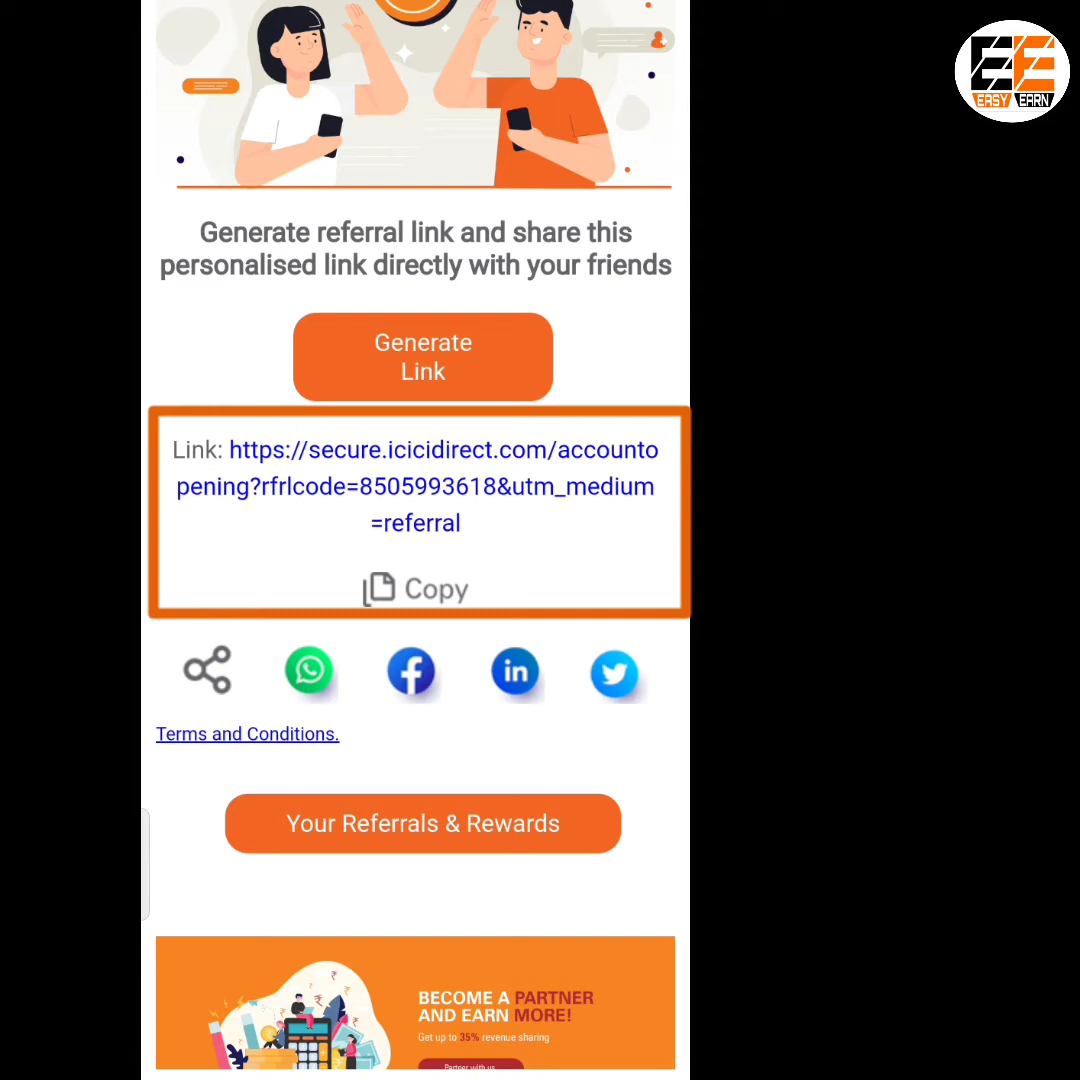 EE
EASY EARN
Generate referral link and share this
personalised link directly with your friends
Generate
Link
Link: https://secure.icicidirect.com/accounto
pening?rfrlcode=8505993618&utm_medium
=referral
Copy
in
Terms and Conditions.
Your Referrals & Rewards
BECOME A PARTNER
AND EARN MORE!
Get up to 35% revenue sharing
Partner with us